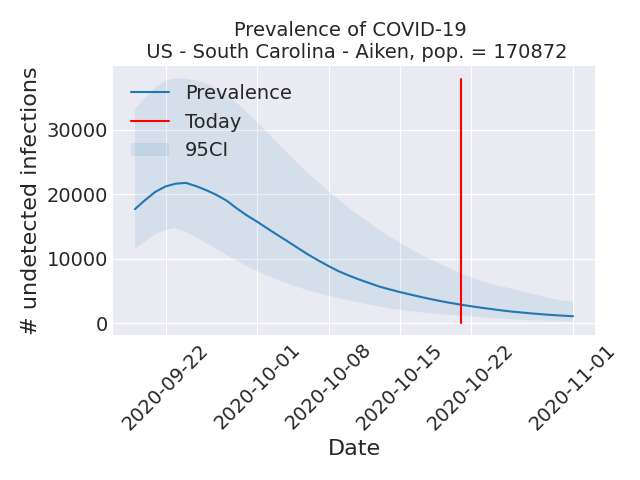 Prevalence of COVID-19
US - South Carolina - Aiken, pop. = 170872
# undetected infections
30000
20000
10000
0
Prevalence
Today
95CI
2020-09-22
2020-10-01
2020-10-08
2020-10-15
2020-10-22
2020-11-01
Date